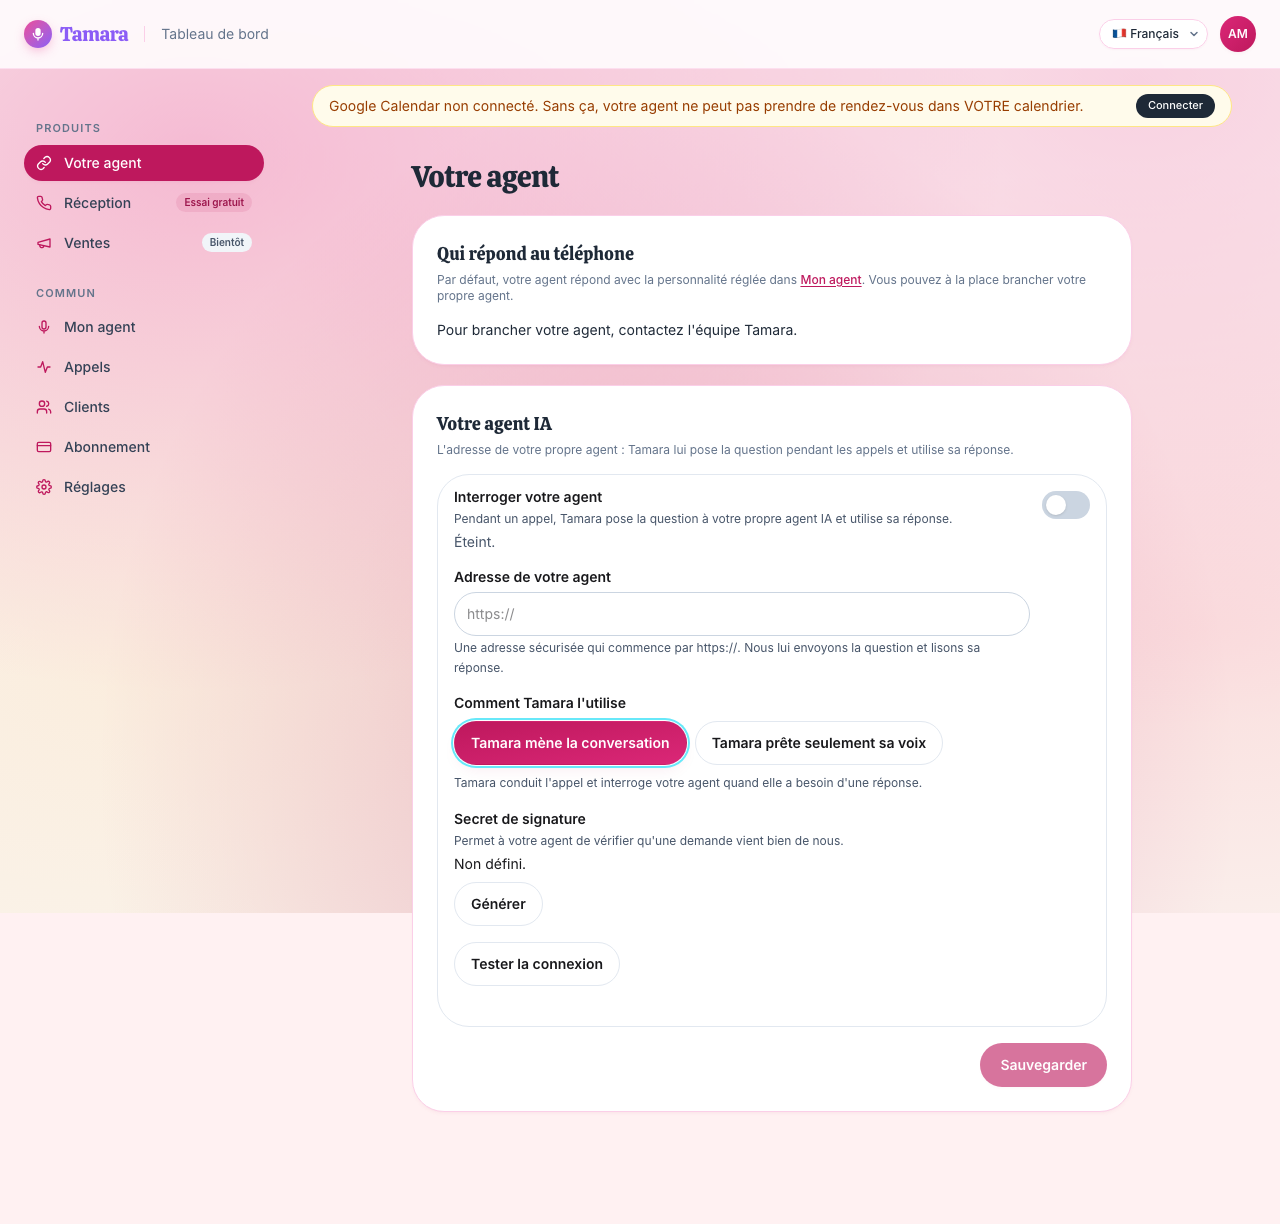 Tamara
Tableau de bord
Français
AM
Google Calendar non connecté. Sans ça, votre agent ne peut pas prendre de rendez-vous dans VOTRE calendrier.
Connecter
PRODUITS
Votre agent
Réception
Essai gratuit
Ventes
Bientôt
COMMUN
Mon agent
Appels
Clients
Abonnement
Réglages
Votre agent
Qui répond au téléphone
Par défaut, votre agent répond avec la personnalité réglée dans Mon agent. Vous pouvez à la place brancher votre
propre agent.
Pour brancher votre agent, contactez l'équipe Tamara.
Votre agent IA
L'adresse de votre propre agent : Tamara lui pose la question pendant les appels et utilise sa réponse.
Interroger votre agent
Pendant un appel, Tamara pose la question à votre propre agent IA et utilise sa réponse.
Éteint.
Adresse de votre agent
https://
Une adresse sécurisée qui commence par https://. Nous lui envoyons la question et lisons sa
réponse.
Comment Tamara l'utilise
Tamara mène la conversation
Tamara prête seulement sa voix
Tamara conduit l'appel et interroge votre agent quand elle a besoin d'une réponse.
Secret de signature
Permet à votre agent de vérifier qu'une demande vient bien de nous.
Non défini.
Générer
Tester la connexion
Sauvegarder